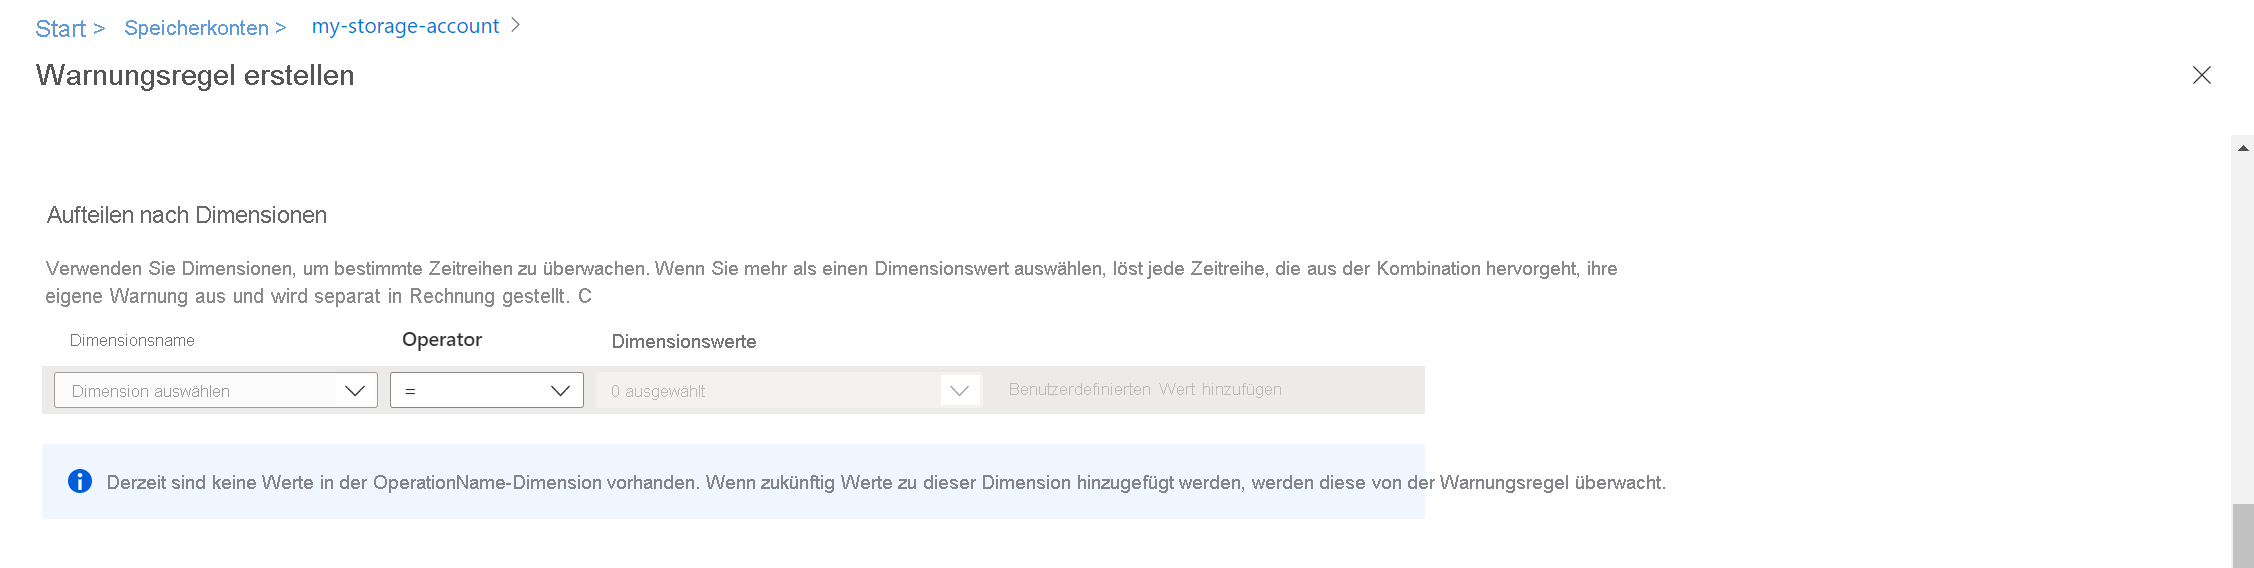 Start > Speicherkonten > my-storage-account >
Warnungsregel erstellen
Aufteilen nach Dimensionen
Verwenden Sie Dimensionen, um bestimmte Zeitreihen zu überwachen. Wenn Sie mehr als einen Dimensionswert auswählen, löst jede Zeitreihe, die aus der Kombination hervorgeht, ihre
eigene Warnung aus und wird separat in Rechnung gestellt. C
Dimensionsname Operator Dimensionswerte
Dimension auswählen = 0 ausgewählt Benutzerdefinierten Wert hinzufügen
Derzeit sind keine Werte in der OperationName-Dimension vorhanden. Wenn zukünftig Werte zu dieser Dimension hinzugefügt werden, werden diese von der Warnungsregel überwacht.